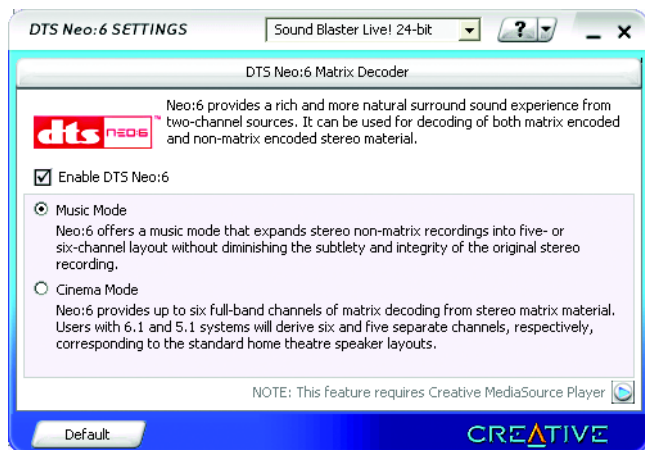 DTS Neo:6 SETTINGS
Sound Blaster Live! 24-bit
?
DTS Neo:6 Matrix Decoder
dts NEO:6 ™
Neo:6 provides a rich and more natural surround sound experience from
two-channel sources. It can be used for decoding of both matrix encoded
and non-matrix encoded stereo material.
Enable DTS Neo:6
Music Mode
Neo:6 offers a music mode that expands stereo non-matrix recordings into five- or
six-channel layout without diminishing the subtlety and integrity of the original stereo
recording.
Cinema Mode
Neo:6 provides up to six full-band channels of matrix decoding from stereo matrix material.
Users with 6.1 and 5.1 systems will derive six and five separate channels, respectively,
corresponding to the standard home theatre speaker layouts.
NOTE: This feature requires Creative MediaSource Player
Default
CREATIVE